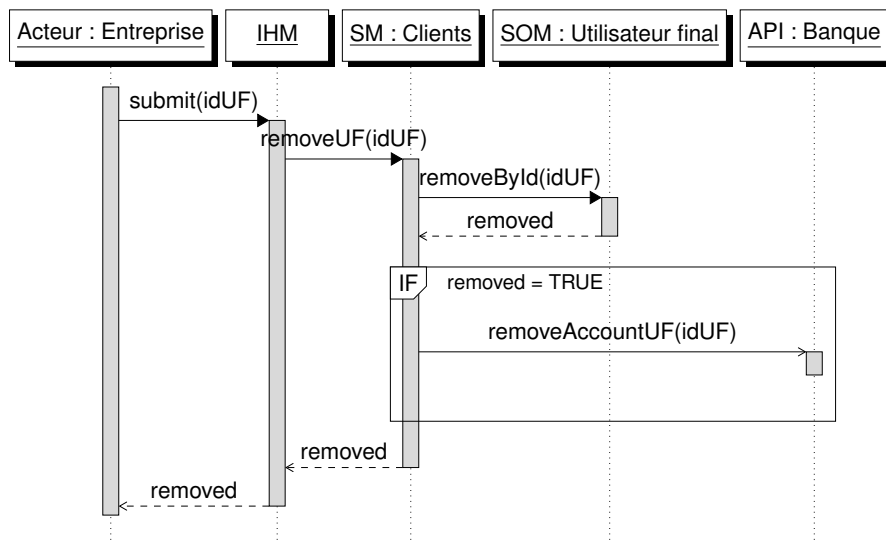 Acteur : Entreprise
IHM
SM : Clients
SOM : Utilisateur final
API : Banque
submit(idUF)
removeUF(idUF)
removeById(idUF)
removed
IF
removed = TRUE
removeAccountUF(idUF)
removed
removed